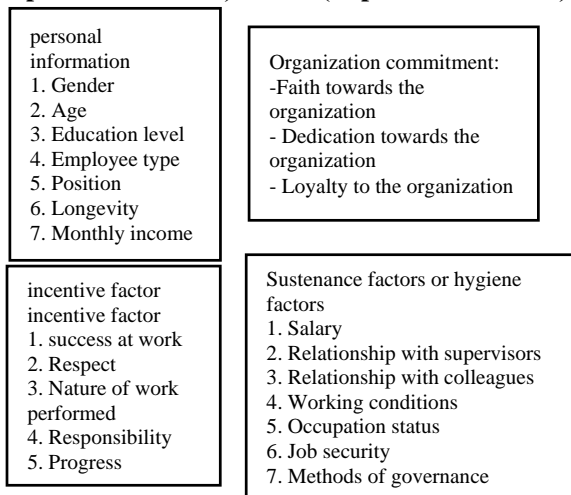 personal
information
1. Gender
2. Age
3. Education level
4. Employee type
5. Position
6. Longevity
7. Monthly income
Organization commitment:
-Faith towards the
organization
- Dedication towards the
organization
- Loyalty to the organization
incentive factor
incentive factor
1. success at work
2. Respect
3. Nature of work
performed
4. Responsibility
5. Progress
Sustenance factors or hygiene
factors
1. Salary
2. Relationship with supervisors
3. Relationship with colleagues
4. Working conditions
5. Occupation status
6. Job security
7. Methods of governance